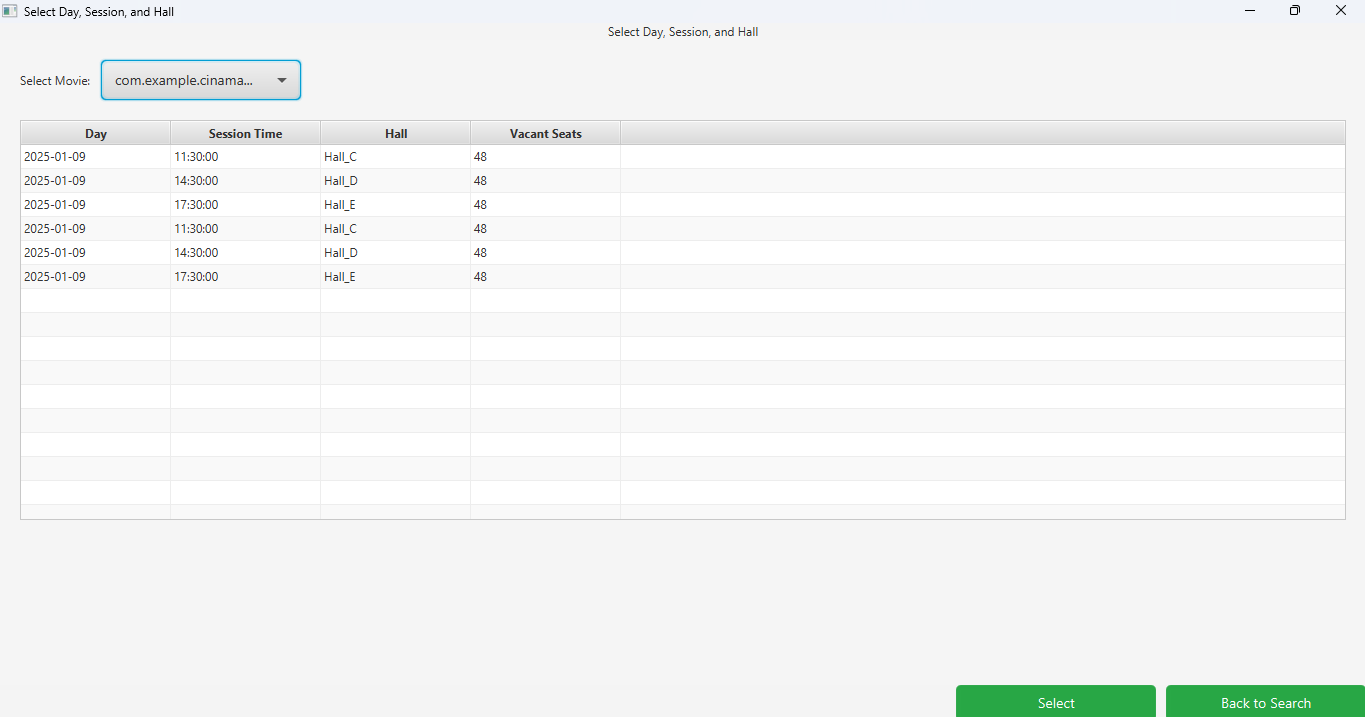 Select Day, Session, and Hall
Select Day, Session, and Hall
Select Movie: com.example.cinama...
Day Session Time Hall Vacant Seats
2025-01-09 11:30:00 Hall_C 48
2025-01-09 14:30:00 Hall_D 48
2025-01-09 17:30:00 Hall_E 48
2025-01-09 11:30:00 Hall_C 48
2025-01-09 14:30:00 Hall_D 48
2025-01-09 17:30:00 Hall_E 48
Select Back to Search